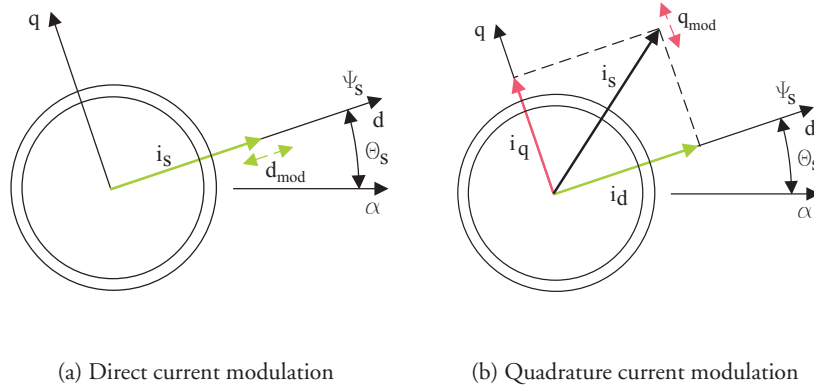 q
Ψs
d
is
Θs
dmod
α
(a) Direct current modulation
q
qmod
is
Ψs
d
iq
Θs
id
α
(b) Quadrature current modulation